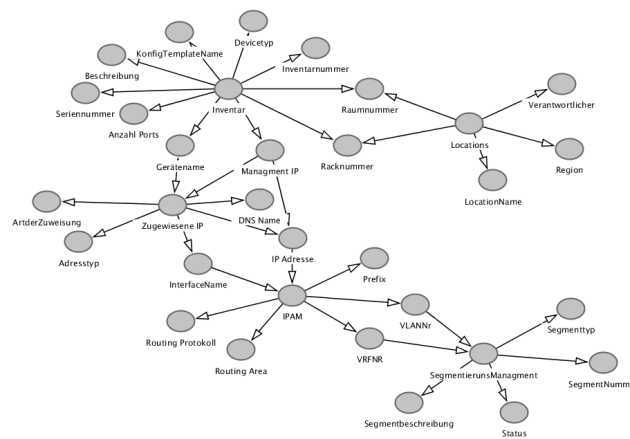 Devicetyp
KonfigTemplateName
Inventarnummer
Beschreibung
Verantwortlicher
Seriennummer
Inventar
Raumnummer
Anzahl Ports
Locations
Gerätename
Managment IP
Racknummer
Region
LocationName
ArtderZuweisung
Zugewiesene IP
DNS Name
Adresstyp
IP Adresse
InterfaceName
Prefix
IPAM
VLANNr
Segmenttyp
Routing Protokoll
VRFNR
Routing Area
SegmentierunsManagment
SegmentNumm
Segmentbeschreibung
Status